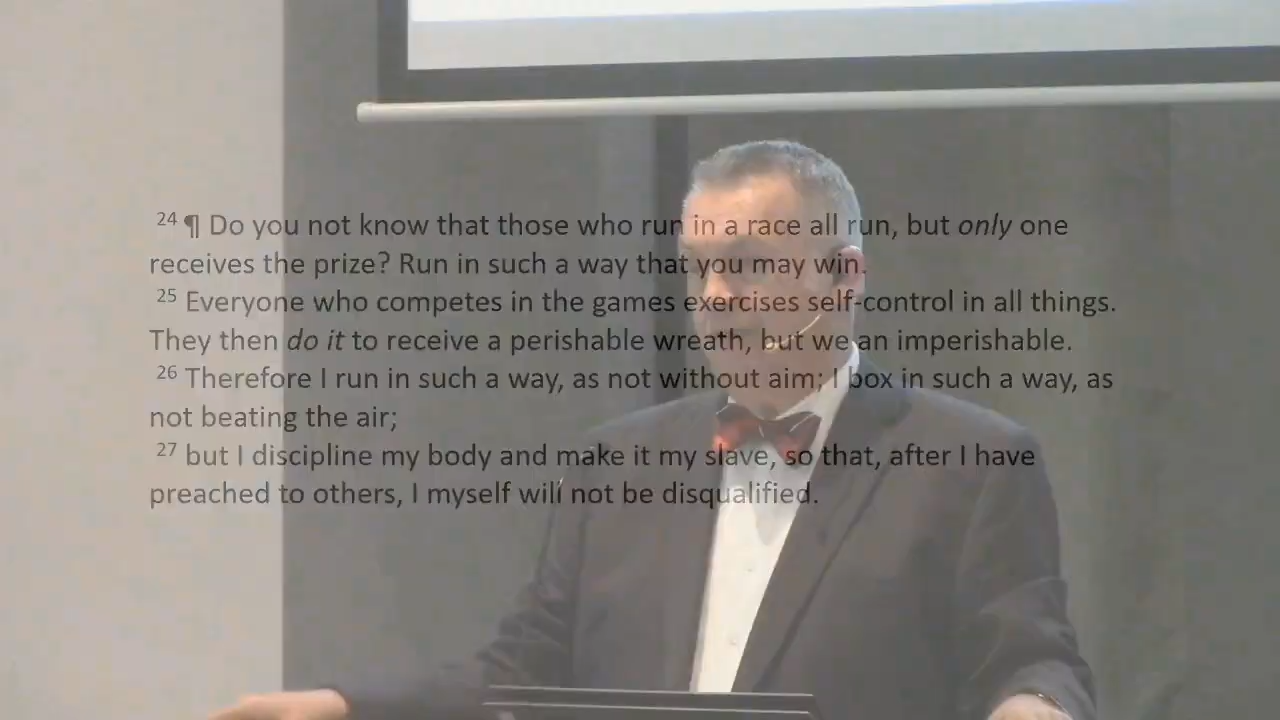 24 ¶ Do you not know that those who run in a race all run, but only one
receives the prize? Run in such a way that you may win.
25 Everyone who competes in the games exercises self-control in all things.
They then do it to receive a perishable wreath, but we an imperishable.
26 Therefore I run in such a way, as not without aim; I box in such a way, as
not beating the air;
27 but I discipline my body and make it my slave, so that, after I have
preached to others, I myself will not be disqualified.